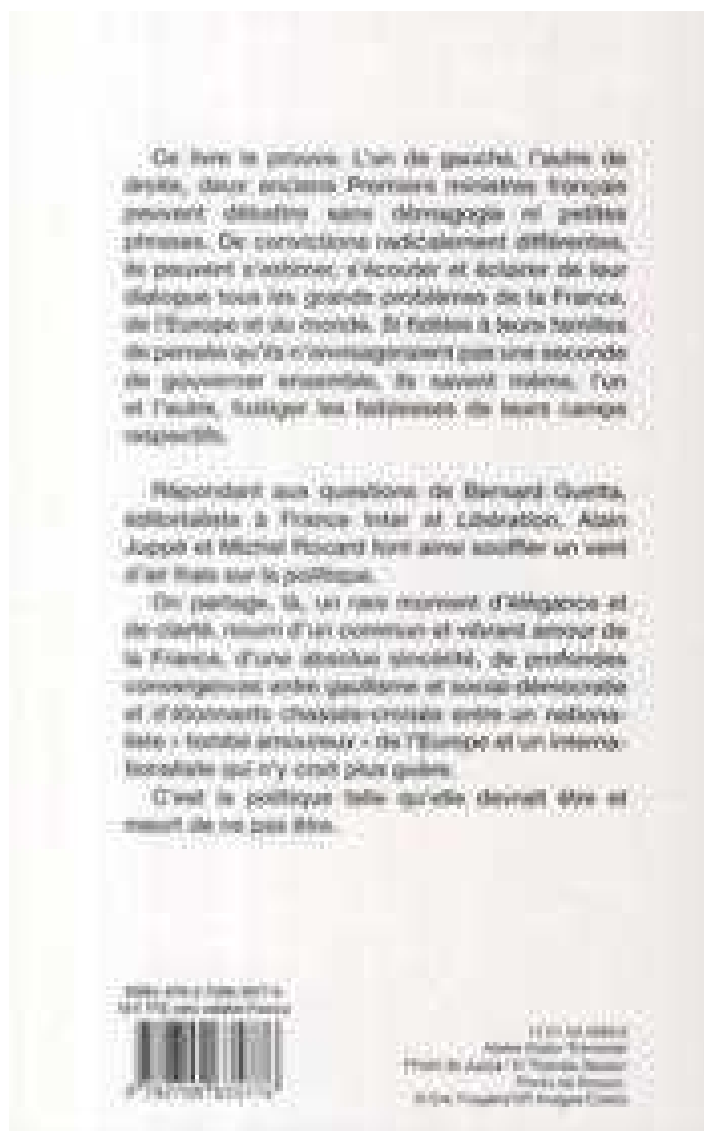 Ce livre le prouve. L'un de gauche, l'autre de
droite, deux anciens Premiers ministres français
peuvent débattre sans démagogie ni petites
phrases. De convictions radicalement différentes,
ils peuvent s'estimer, s'écouter et éclairer de leur
dialogue tous les grands problèmes de la France,
de l'Europe et du monde. Si fidèles à leurs familles
de pensée qu'ils n'envisageraient pas une seconde
de gouverner ensemble, ils savent même, l'un
et l'autre, fustiger les faiblesses de leurs camps
respectifs.
Répondant aux questions de Bernard Guetta,
éditorialiste à France Inter et Libération, Alain
Juppé et Michel Rocard font ainsi souffler un vent
d'air frais sur la politique.
On partage, là, un rare moment d'élégance et
de clarté, nourri d'un commun et vibrant amour de
la France, d'une absolue sincérité, de profondes
convergences entre gaullisme et social-démocratie
et d'étonnants chassés-croisés entre un nationa-
liste « tombé amoureux » de l'Europe et un interna-
tionaliste qui n'y croit plus guère.
C'est la politique telle qu'elle devrait être et
meurt de ne pas être.